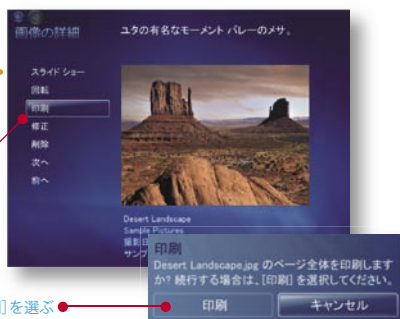 画像の詳細
ユタの有名なモーメント バレーのメサ。
スライド ショー
回転
印刷
修正
削除
次へ
前へ
Desert Landscape
Sample Pictures
撮影日
サンプ
印刷
Desert Landscape.jpg のページ全体を印刷します
か? 続行する場合は、[印刷] を選択してください。
印刷
キャンセル
]を選ぶ